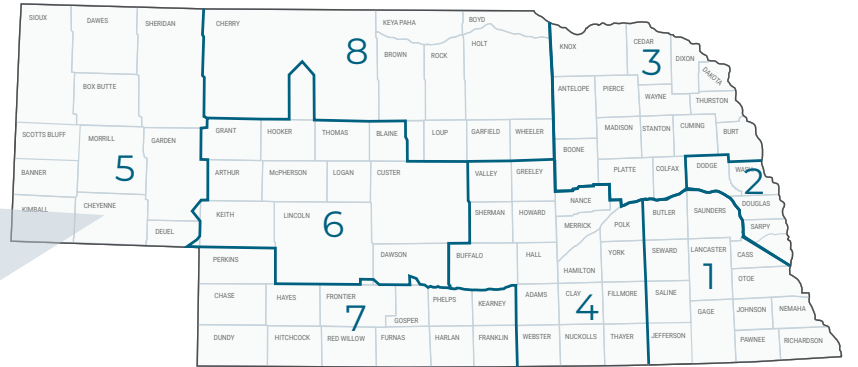 SIOUX
DAWES
SHERIDAN
CHERRY
KEYA PAHA
BOYD
8
BROWN
ROCK
HOLT
KNOX
CEDAR
3
DIXON
DAKOTA
BOX BUTTE
ANTELOPE
PIERCE
WAYNE
THURSTON
SCOTTS BLUFF
MORRILL
GARDEN
GRANT
HOOKER
THOMAS
BLAINE
LOUP
GARFIELD
WHEELER
MADISON
STANTON
CUMING
BURT
BOONE
BANNER
5
ARTHUR
McPHERSON
LOGAN
CUSTER
VALLEY
GREELEY
PLATTE
COLFAX
DODGE
2
KIMBALL
CHEYENNE
DEUEL
KEITH
LINCOLN
6
SHERMAN
HOWARD
NANCE
MERRICK
POLK
BUTLER
SAUNDERS
DOUGLAS
SARPY
PERKINS
DAWSON
BUFFALO
HALL
HAMILTON
YORK
SEWARD
LANCASTER
1
CASS
OTOE
CHASE
HAYES
FRONTIER
7
GOSPER
PHELPS
KEARNEY
ADAMS
CLAY
4
FILLMORE
SALINE
GAGE
JOHNSON
NEMAHA
DUNDY
HITCHCOCK
RED WILLOW
FURNAS
HARLAN
FRANKLIN
WEBSTER
NUCKOLLS
THAYER
JEFFERSON
PAWNEE
RICHARDSON